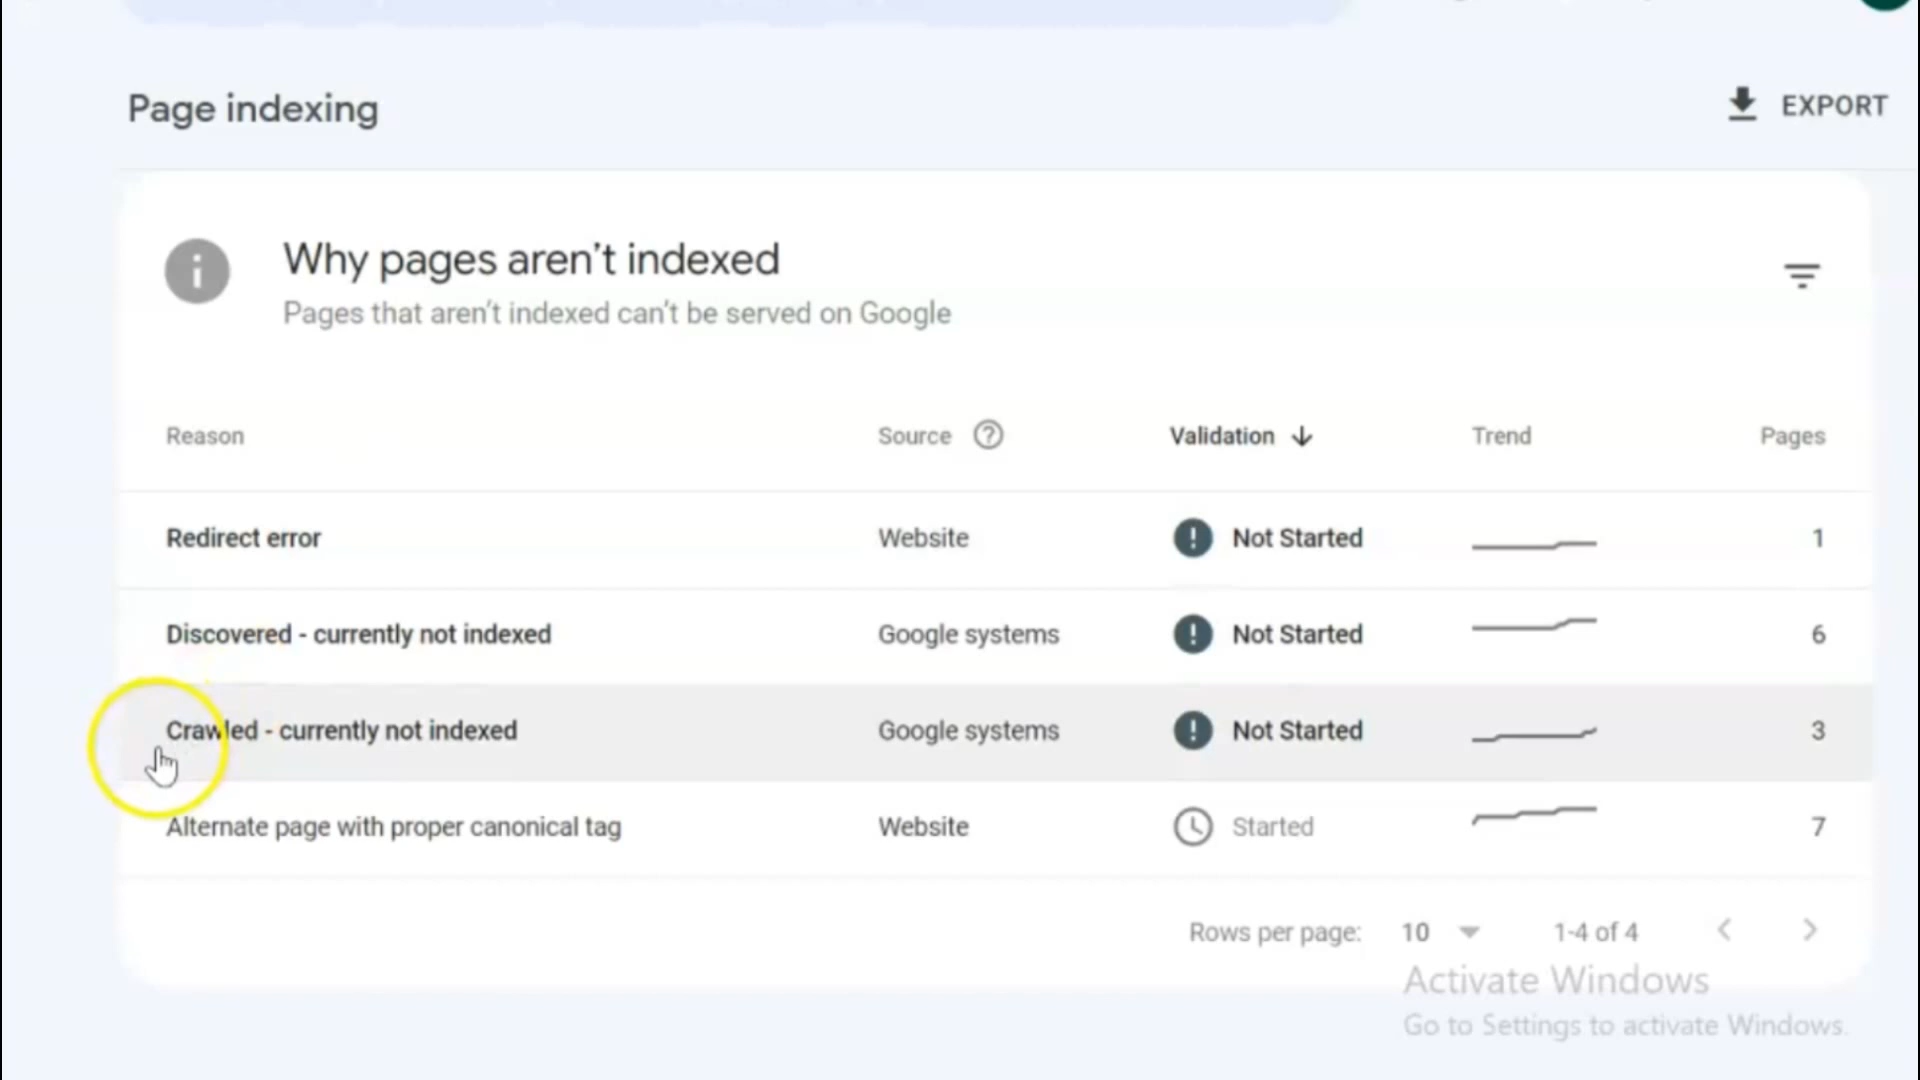 Page indexing
EXPORT
Why pages aren't indexed
Pages that aren't indexed can't be served on Google
Reason Source Validation Trend Pages
Redirect error Website Not Started 1
Discovered - currently not indexed Google systems Not Started 6
Crawled - currently not indexed Google systems Not Started 3
Alternate page with proper canonical tag Website Started 7
Rows per page: 10 1-4 of 4
Activate Windows
Go to Settings to activate Windows.